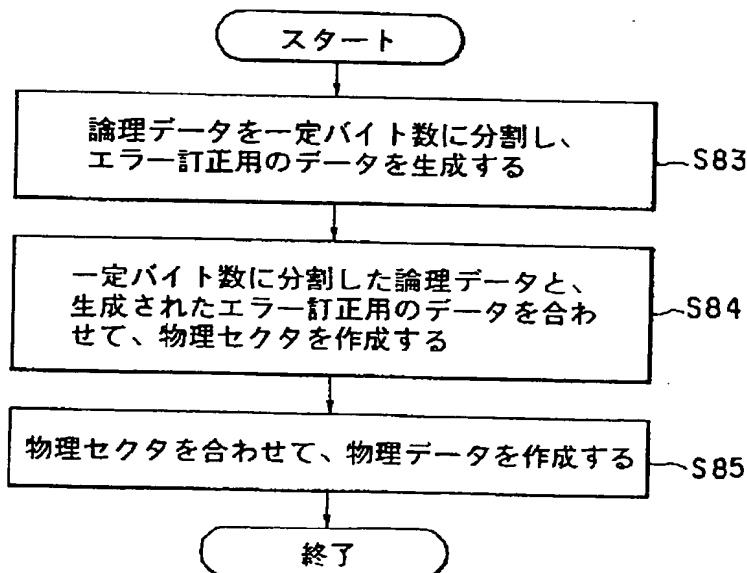 スタート
論理データを一定バイト数に分割し、
エラー訂正用のデータを生成する
S83
一定バイト数に分割した論理データと、
生成されたエラー訂正用のデータを合わ
せて、物理セクタを作成する
S84
物理セクタを合わせて、物理データを作成する
S85
終了